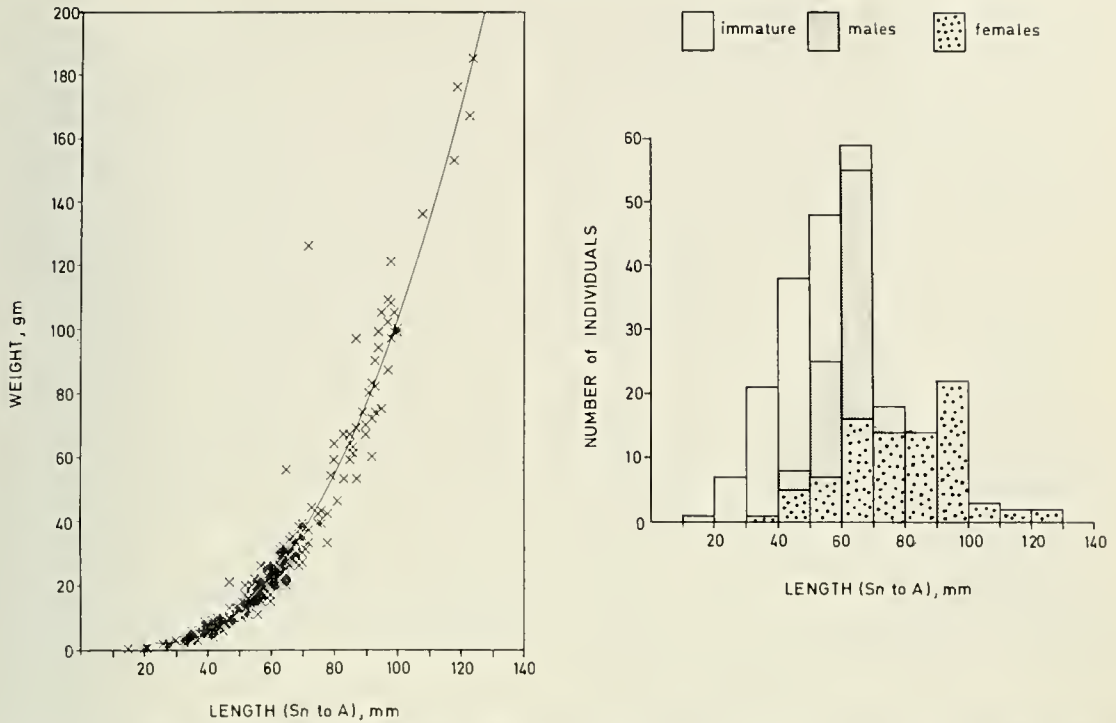 200
180
160
140
120
100
80
60
40
20
0
20 40 60 80 100 120 140
WEIGHT, gm
LENGTH (Sn to A), mm
immature males females
60
50
40
30
20
10
0
20 40 60 80 100 120 140
NUMBER of INDIVIDUALS
LENGTH (Sn to A), mm